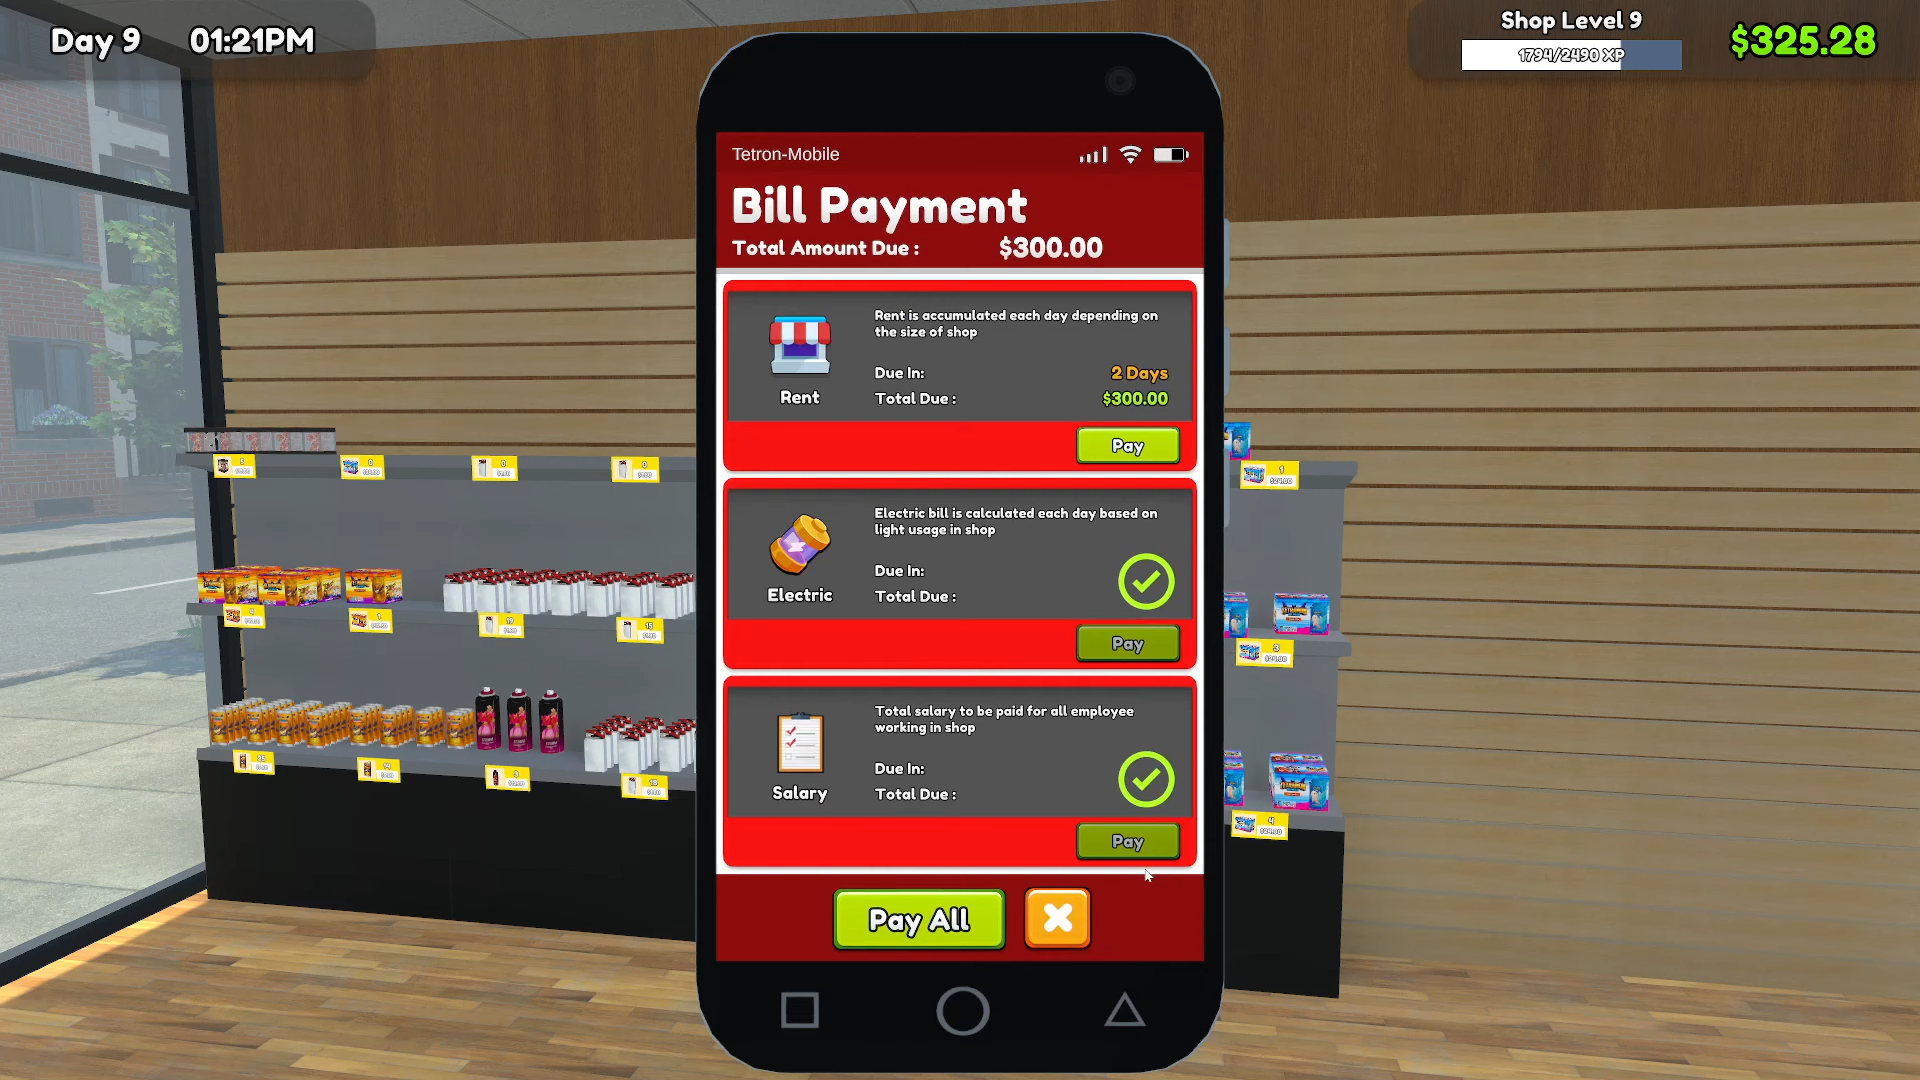 Day 9
01:21PM
Shop Level 9
1794/2490 XP
$325.28
Tetron-Mobile
Bill Payment
Total Amount Due :
$300.00
Rent is accumulated each day depending on
the size of shop
Due In:
2 Days
Total Due :
$300.00
Rent
Pay
Electric bill is calculated each day based on
light usage in shop
Due In:
Total Due :
Electric
Pay
Total salary to be paid for all employee
working in shop
Due In:
Total Due :
Salary
Pay
Pay All